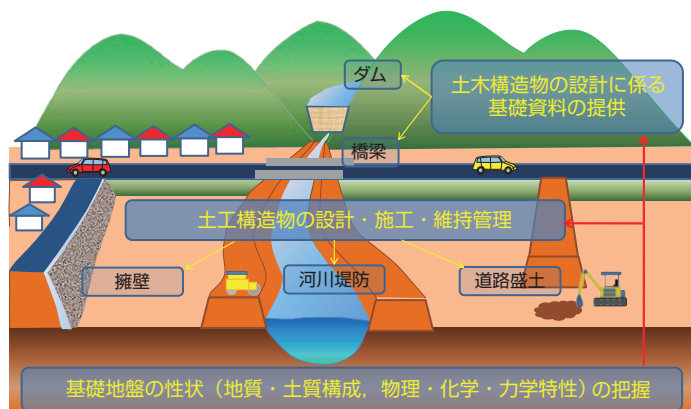 ダム
土木構造物の設計に係る
基礎資料の提供
橋梁
土工構造物の設計・施工・維持管理
擁壁
河川堤防
道路盛土
基礎地盤の性状（地質・土質構成，物理・化学・力学特性）の把握